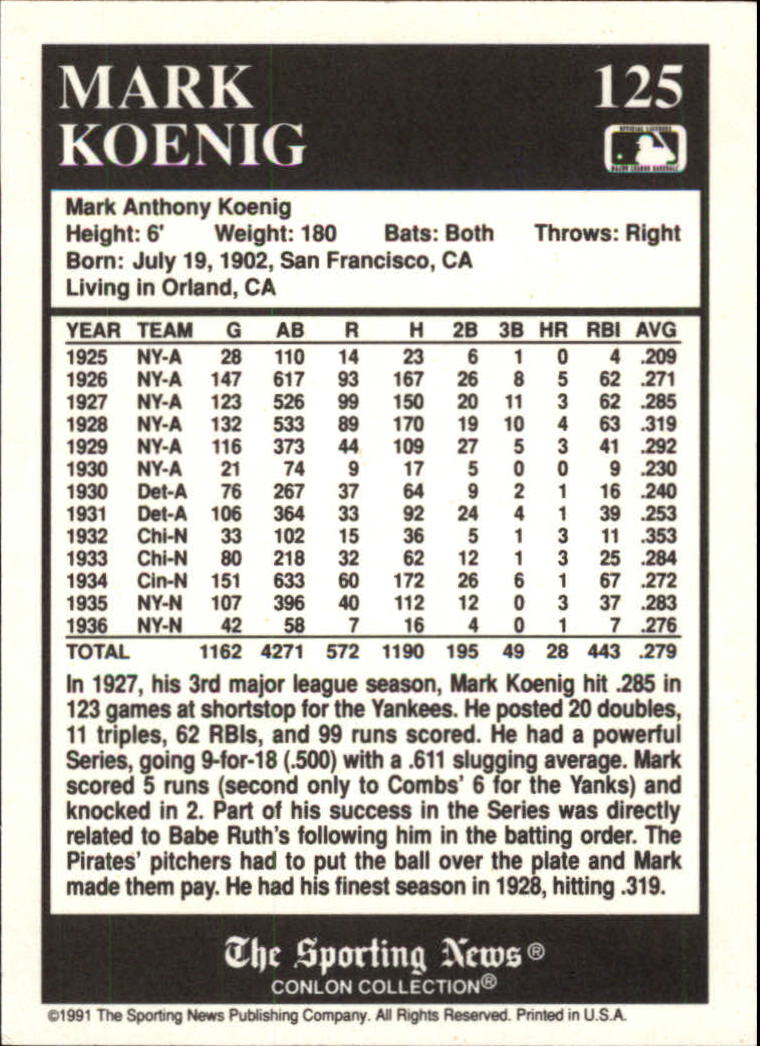 MARK 125
KOENIG
OFFICIAL LICENSEE
MAJOR LEAGUE BASEBALL
Mark Anthony Koenig
Height: 6' Weight: 180 Bats: Both Throws: Right
Born: July 19, 1902, San Francisco, CA
Living in Orland, CA
YEAR TEAM G AB R H 2B 3B HR RBI AVG
1925 NY-A 28 110 14 23 6 1 0 4 .209
1926 NY-A 147 617 93 167 26 8 5 62 .271
1927 NY-A 123 526 99 150 20 11 3 62 .285
1928 NY-A 132 533 89 170 19 10 4 63 .319
1929 NY-A 116 373 44 109 27 5 3 41 .292
1930 NY-A 21 74 9 17 5 0 0 9 .230
1930 Det-A 76 267 37 64 9 2 1 16 .240
1931 Det-A 106 364 33 92 24 4 1 39 .253
1932 Chi-N 33 102 15 36 5 1 3 11 .353
1933 Chi-N 80 218 32 62 12 1 3 25 .284
1934 Cin-N 151 633 60 172 26 6 1 67 .272
1935 NY-N 107 396 40 112 12 0 3 37 .283
1936 NY-N 42 58 7 16 4 0 1 7 .276
TOTAL 1162 4271 572 1190 195 49 28 443 .279
In 1927, his 3rd major league season, Mark Koenig hit .285 in
123 games at shortstop for the Yankees. He posted 20 doubles,
11 triples, 62 RBIs, and 99 runs scored. He had a powerful
Series, going 9-for-18 (.500) with a .611 slugging average. Mark
scored 5 runs (second only to Combs' 6 for the Yanks) and
knocked in 2. Part of his success in the Series was directly
related to Babe Ruth's following him in the batting order. The
Pirates' pitchers had to put the ball over the plate and Mark
made them pay. He had his finest season in 1928, hitting .319.
The Sporting News®
CONLON COLLECTION®
©1991 The Sporting News Publishing Company. All Rights Reserved. Printed in U.S.A.